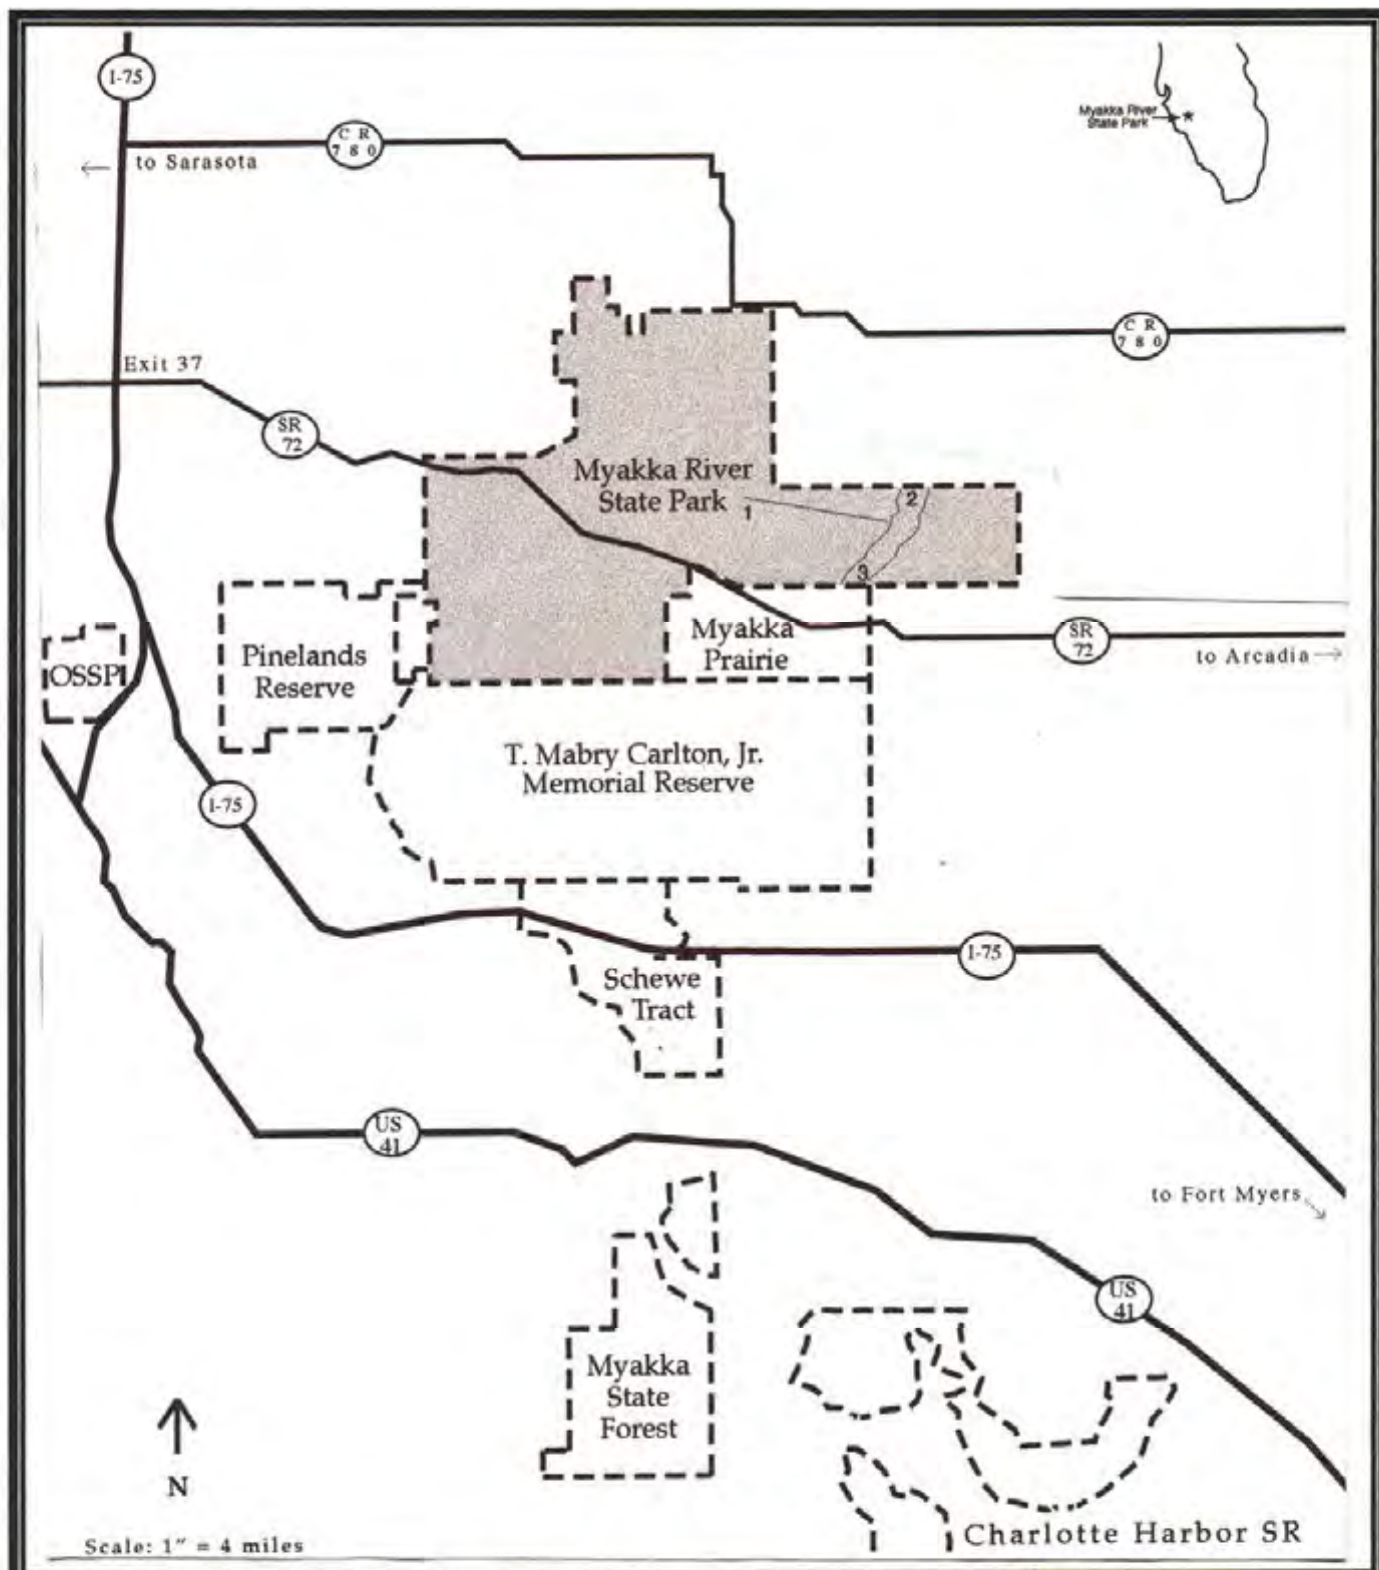 I-75
C R
7 8 0
Myakka River
State Park
to Sarasota
C R
7 8 0
Exit 37
SR
72
Myakka River
State Park
1
2
3
SR
72
to Arcadia
Myakka
Prairie
Pinelands
Reserve
OSSP
T. Mabry Carlton, Jr.
Memorial Reserve
I-75
I-75
Schewe
Tract
US
41
to Fort Myers
US
41
Myakka
State
Forest
N
Charlotte Harbor SR
Scale: 1" = 4 miles